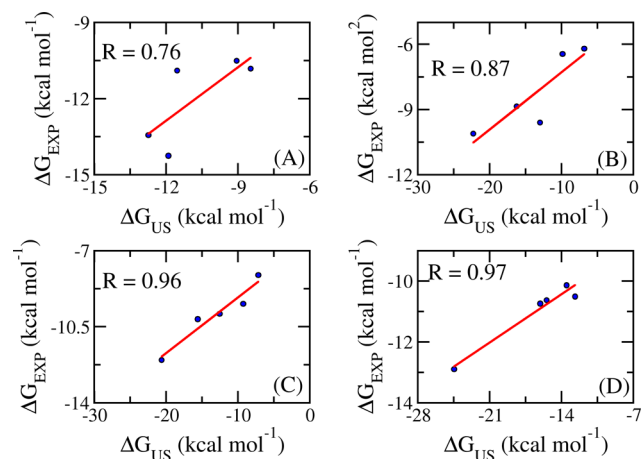 ΔG_EXP (kcal mol⁻¹)
-9
-12
-15
R = 0.76
(A)
-15 -12 -9 -6
ΔG_US (kcal mol⁻¹)
ΔG_EXP (kcal mol²)
-6
-9
-12
R = 0.87
(B)
-30 -20 -10 0
ΔG_US (kcal mol⁻¹)
ΔG_EXP (kcal mol⁻¹)
-7
-10.5
-14
R = 0.96
(C)
-30 -20 -10 0
ΔG_US (kcal mol⁻¹)
ΔG_EXP (kcal mol⁻¹)
-10
-12
-14
R = 0.97
(D)
-28 -21 -14 -7
ΔG_US (kcal mol⁻¹)